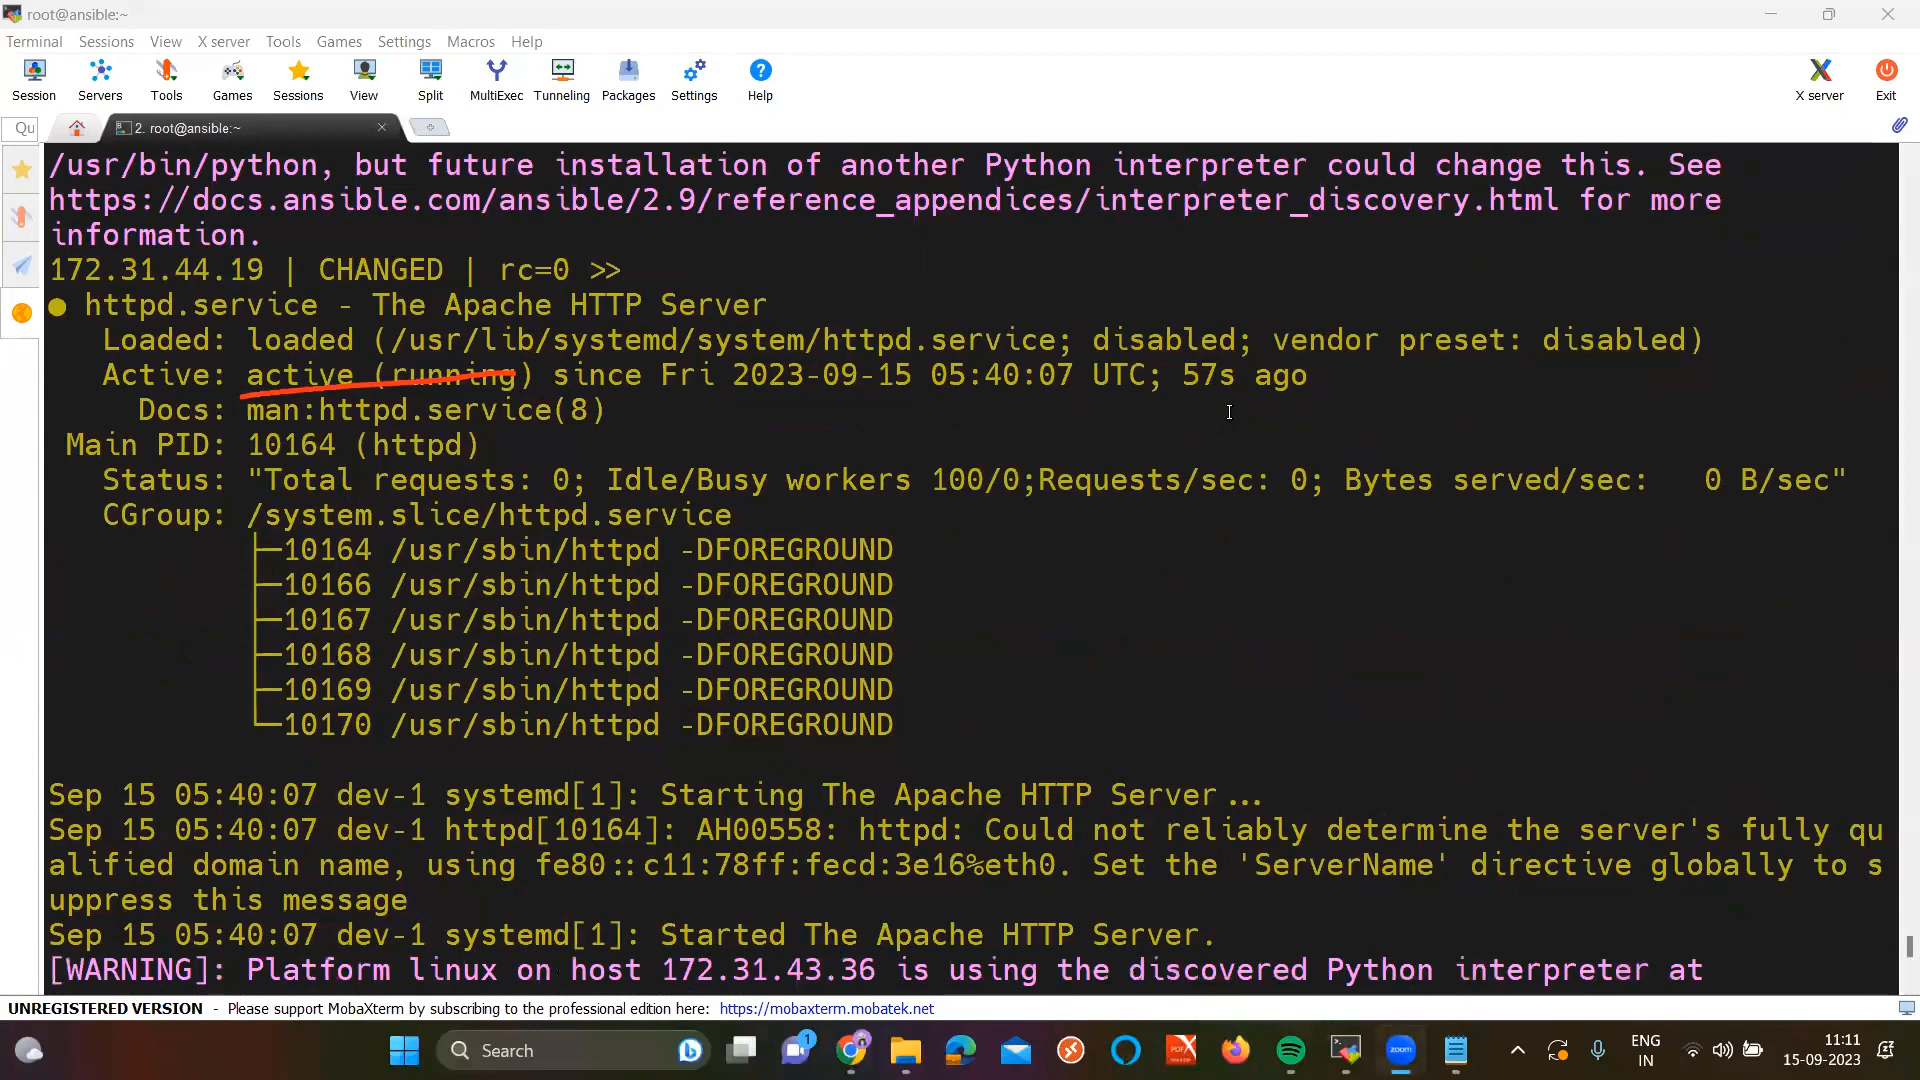 root@ansible:~
Terminal Sessions View X server Tools Games Settings Macros Help
Session Servers Tools Games Sessions View Split MultiExec Tunneling Packages Settings Help X server Exit
Qu 2. root@ansible:~
/usr/bin/python, but future installation of another Python interpreter could change this. See
https://docs.ansible.com/ansible/2.9/reference_appendices/interpreter_discovery.html for more
information.
172.31.44.19 | CHANGED | rc=0 >>
● httpd.service - The Apache HTTP Server
Loaded: loaded (/usr/lib/systemd/system/httpd.service; disabled; vendor preset: disabled)
Active: active (running) since Fri 2023-09-15 05:40:07 UTC; 57s ago
Docs: man:httpd.service(8)
Main PID: 10164 (httpd)
Status: "Total requests: 0; Idle/Busy workers 100/0;Requests/sec: 0; Bytes served/sec:   0 B/sec"
CGroup: /system.slice/httpd.service
├─10164 /usr/sbin/httpd -DFOREGROUND
├─10166 /usr/sbin/httpd -DFOREGROUND
├─10167 /usr/sbin/httpd -DFOREGROUND
├─10168 /usr/sbin/httpd -DFOREGROUND
├─10169 /usr/sbin/httpd -DFOREGROUND
└─10170 /usr/sbin/httpd -DFOREGROUND
Sep 15 05:40:07 dev-1 systemd[1]: Starting The Apache HTTP Server...
Sep 15 05:40:07 dev-1 httpd[10164]: AH00558: httpd: Could not reliably determine the server's fully qu
alified domain name, using fe80::c11:78ff:fecd:3e16%eth0. Set the 'ServerName' directive globally to s
uppress this message
Sep 15 05:40:07 dev-1 systemd[1]: Started The Apache HTTP Server.
[WARNING]: Platform linux on host 172.31.43.36 is using the discovered Python interpreter at
UNREGISTERED VERSION - Please support MobaXterm by subscribing to the professional edition here: https://mobaxterm.mobatek.net
Search 1 zoom ENG 11:11
IN 15-09-2023